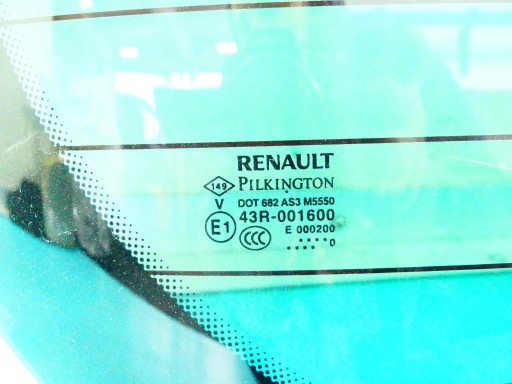 RENAULT
149 PILKINGTON
V DOT 682 AS3 M5550
E1 43R-001600
CCC E 000200
..... 0
....